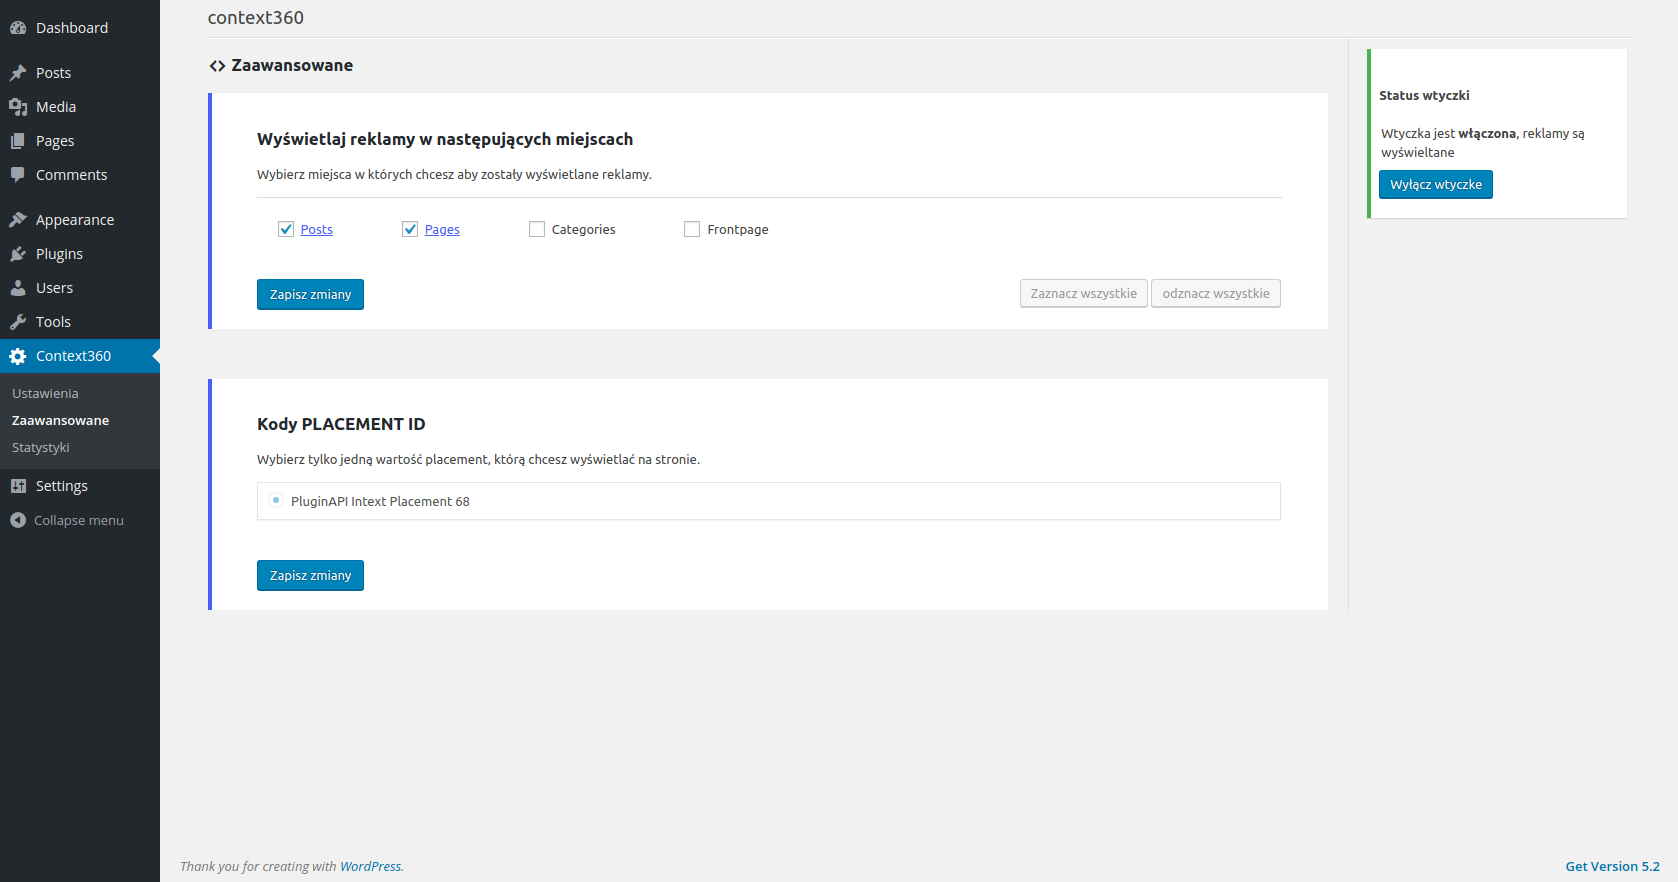 Dashboard
Posts
Media
Pages
Comments
Appearance
Plugins
Users
Tools
Context360
Ustawienia
Zaawansowane
Statystyki
Settings
Collapse menu
context360
Zaawansowane
Wyświetlaj reklamy w następujących miejscach
Wybierz miejsca w których chcesz aby zostały wyświetlane reklamy.
Posts Pages Categories Frontpage
Zapisz zmiany Zaznacz wszystkie odznacz wszystkie
Kody PLACEMENT ID
Wybierz tylko jedną wartość placement, którą chcesz wyświetlać na stronie.
PluginAPI Intext Placement 68
Zapisz zmiany
Status wtyczki
Wtyczka jest włączona, reklamy są
wyświeltane
Wyłącz wtyczke
Thank you for creating with WordPress.
Get Version 5.2